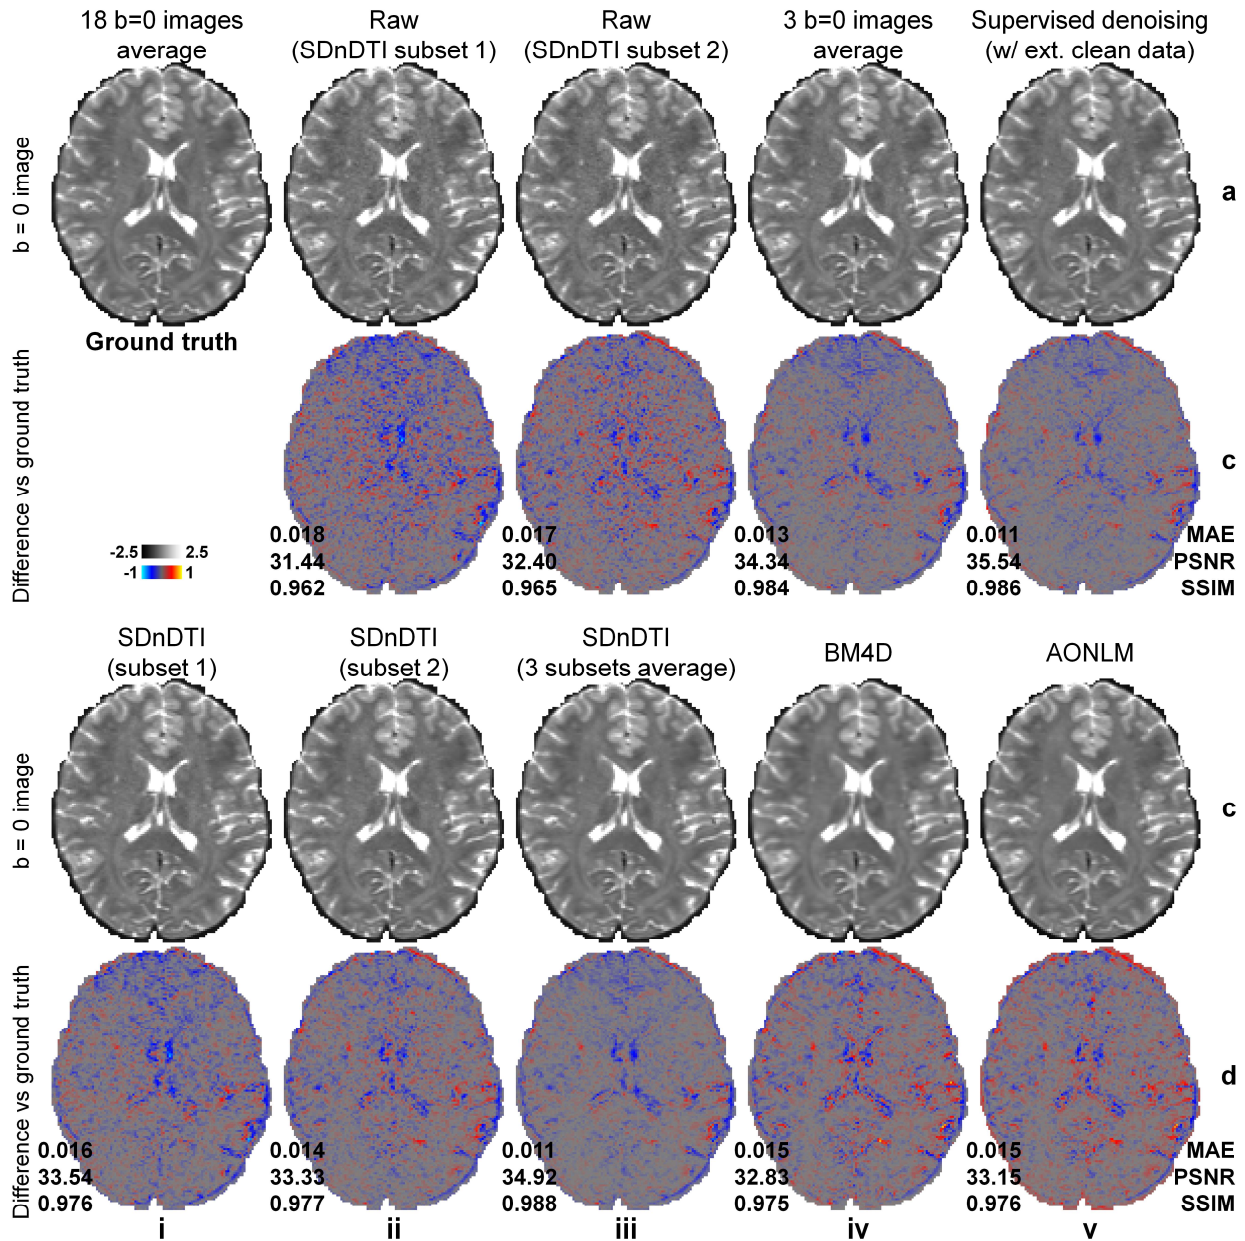 18 b=0 images
average
Raw
(SDnDTI subset 1)
Raw
(SDnDTI subset 2)
3 b=0 images
average
Supervised denoising
(w/ ext. clean data)
b = 0 image
a
Ground truth
Difference vs ground truth
c
-2.5 2.5
-1 1
0.018 0.017 0.013 0.011 MAE
31.44 32.40 34.34 35.54 PSNR
0.962 0.965 0.984 0.986 SSIM
SDnDTI
(subset 1)
SDnDTI
(subset 2)
SDnDTI
(3 subsets average)
BM4D
AONLM
b = 0 image
c
Difference vs ground truth
d
0.016 0.014 0.011 0.015 0.015 MAE
33.54 33.33 34.92 32.83 33.15 PSNR
0.976 0.977 0.988 0.975 0.976 SSIM
i ii iii iv v